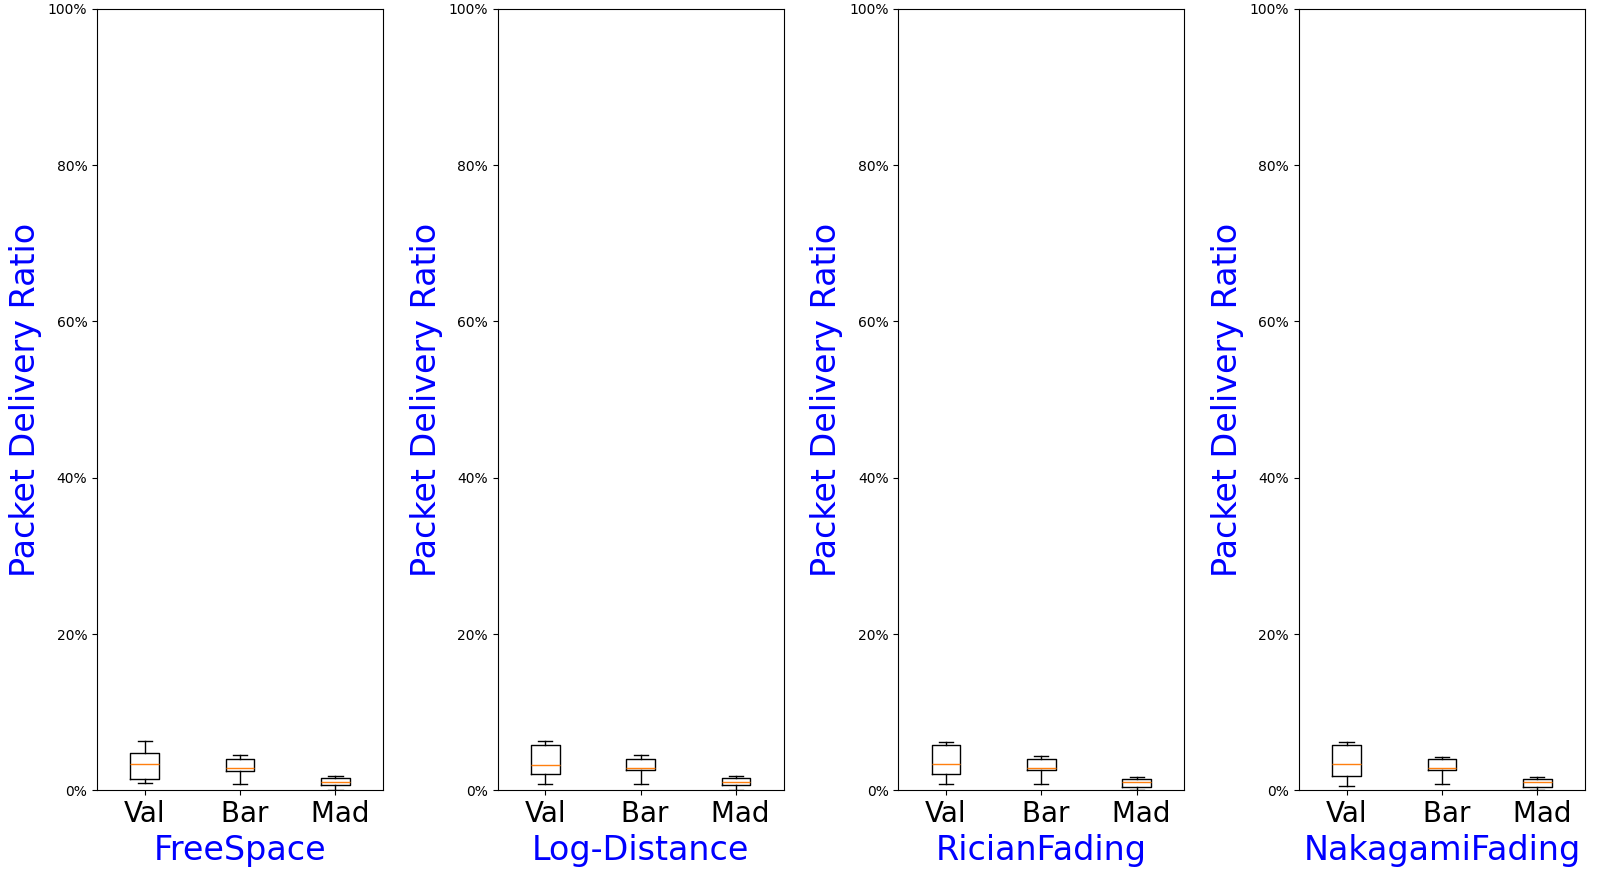 Packet Delivery Ratio
100%
80%
60%
40%
20%
0%
Val Bar Mad
FreeSpace
Packet Delivery Ratio
100%
80%
60%
40%
20%
0%
Val Bar Mad
Log-Distance
Packet Delivery Ratio
100%
80%
60%
40%
20%
0%
Val Bar Mad
RicianFading
Packet Delivery Ratio
100%
80%
60%
40%
20%
0%
Val Bar Mad
NakagamiFading